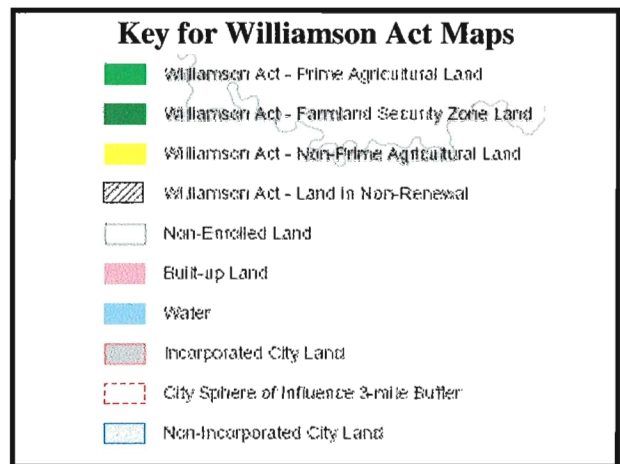 Key for Williamson Act Maps
Williamson Act - Prime Agricultural Land
Williamson Act - Farmland Security Zone Land
Williamson Act - Non-Prime Agricultural Land
Williamson Act - Land in Non-Renewal
Non-Enrolled Land
Built-up Land
Water
Incorporated City Land
City Sphere of Influence 3-mile Buffer
Non-Incorporated City Land